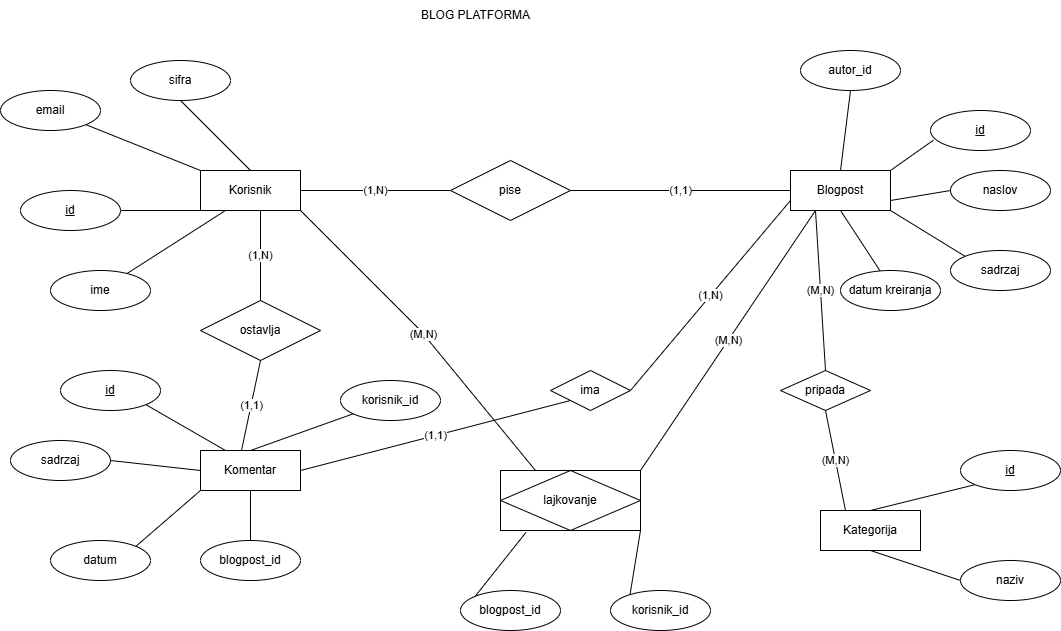 BLOG PLATFORMA
sifra
autor_id
email
id
Korisnik
(1,N)
pise
(1,1)
Blogpost
naslov
id
(1,N)
sadrzaj
ime
(1,N)
(M,N)
datum kreiranja
ostavlja
(M,N)
(M,N)
id
korisnik_id
ima
pripada
(1,1)
(1,1)
sadrzaj
Komentar
(M,N)
id
lajkovanje
Kategorija
datum
blogpost_id
naziv
blogpost_id
korisnik_id